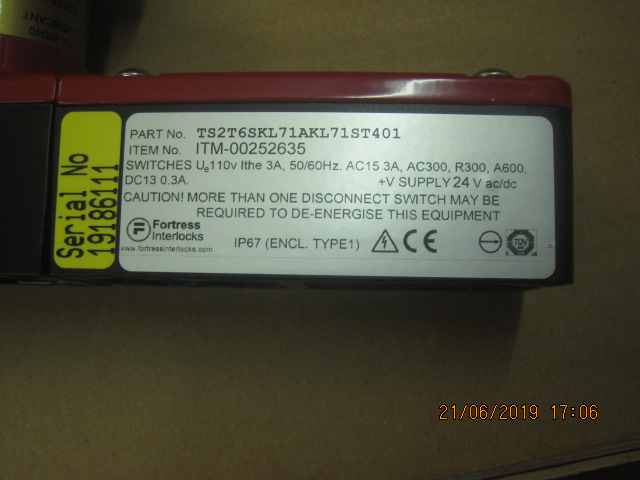 USE WD40
LUBRICANT
Serial No
19186111
PART No. TS2T6SKL71AKL71ST401
ITEM No. ITM-00252635
SWITCHES Ue110v Ithe 3A, 50/60Hz. AC15 3A, AC300, R300, A600,
DC13 0.3A. +V SUPPLY 24 V ac/dc
CAUTION! MORE THAN ONE DISCONNECT SWITCH MAY BE
REQUIRED TO DE-ENERGISE THIS EQUIPMENT
Fortress
Interlocks
www.fortressinterlocks.com
IP67 (ENCL. TYPE1) CE
TÜV
21/06/2019 17:06